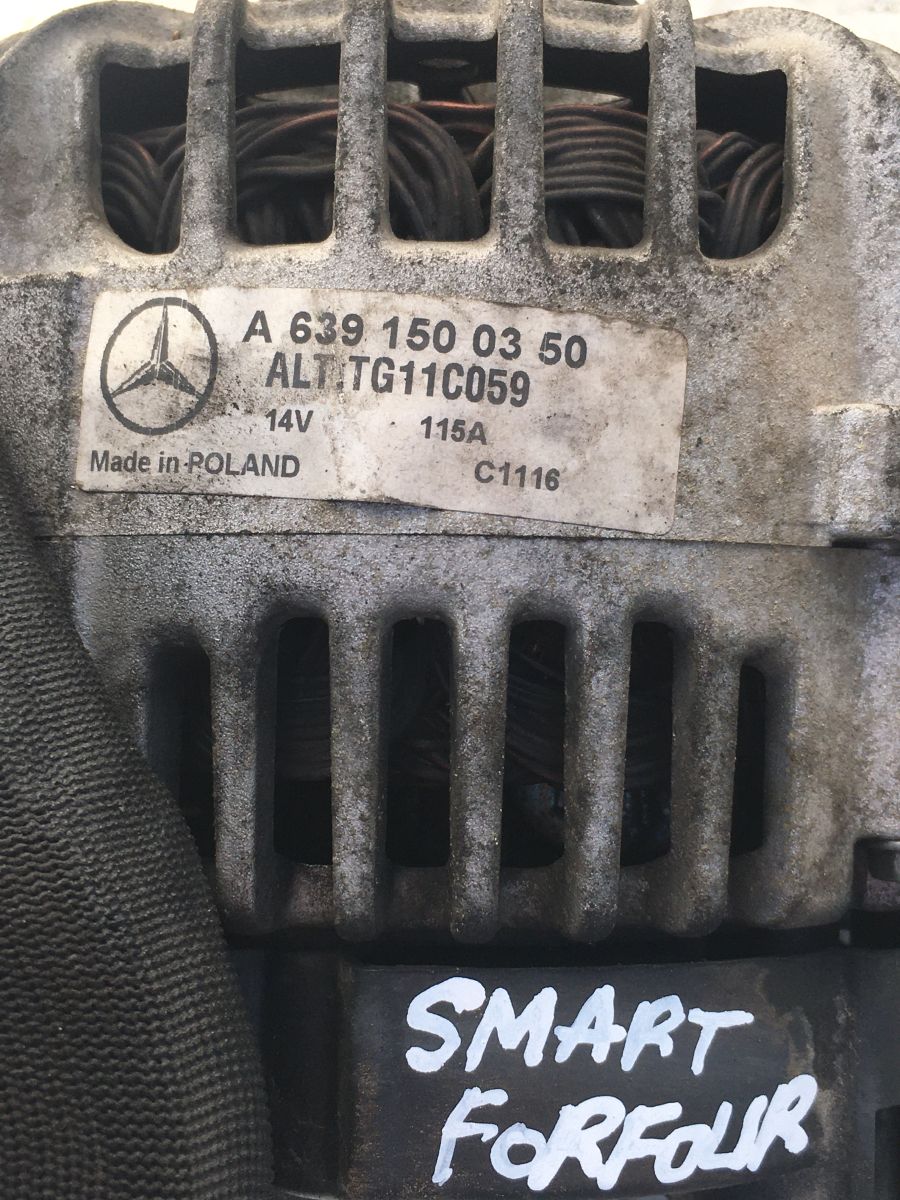 A 639 150 03 50
ALT.TG11C059
14V 115A
Made in POLAND C1116
SMART
FORFOUR